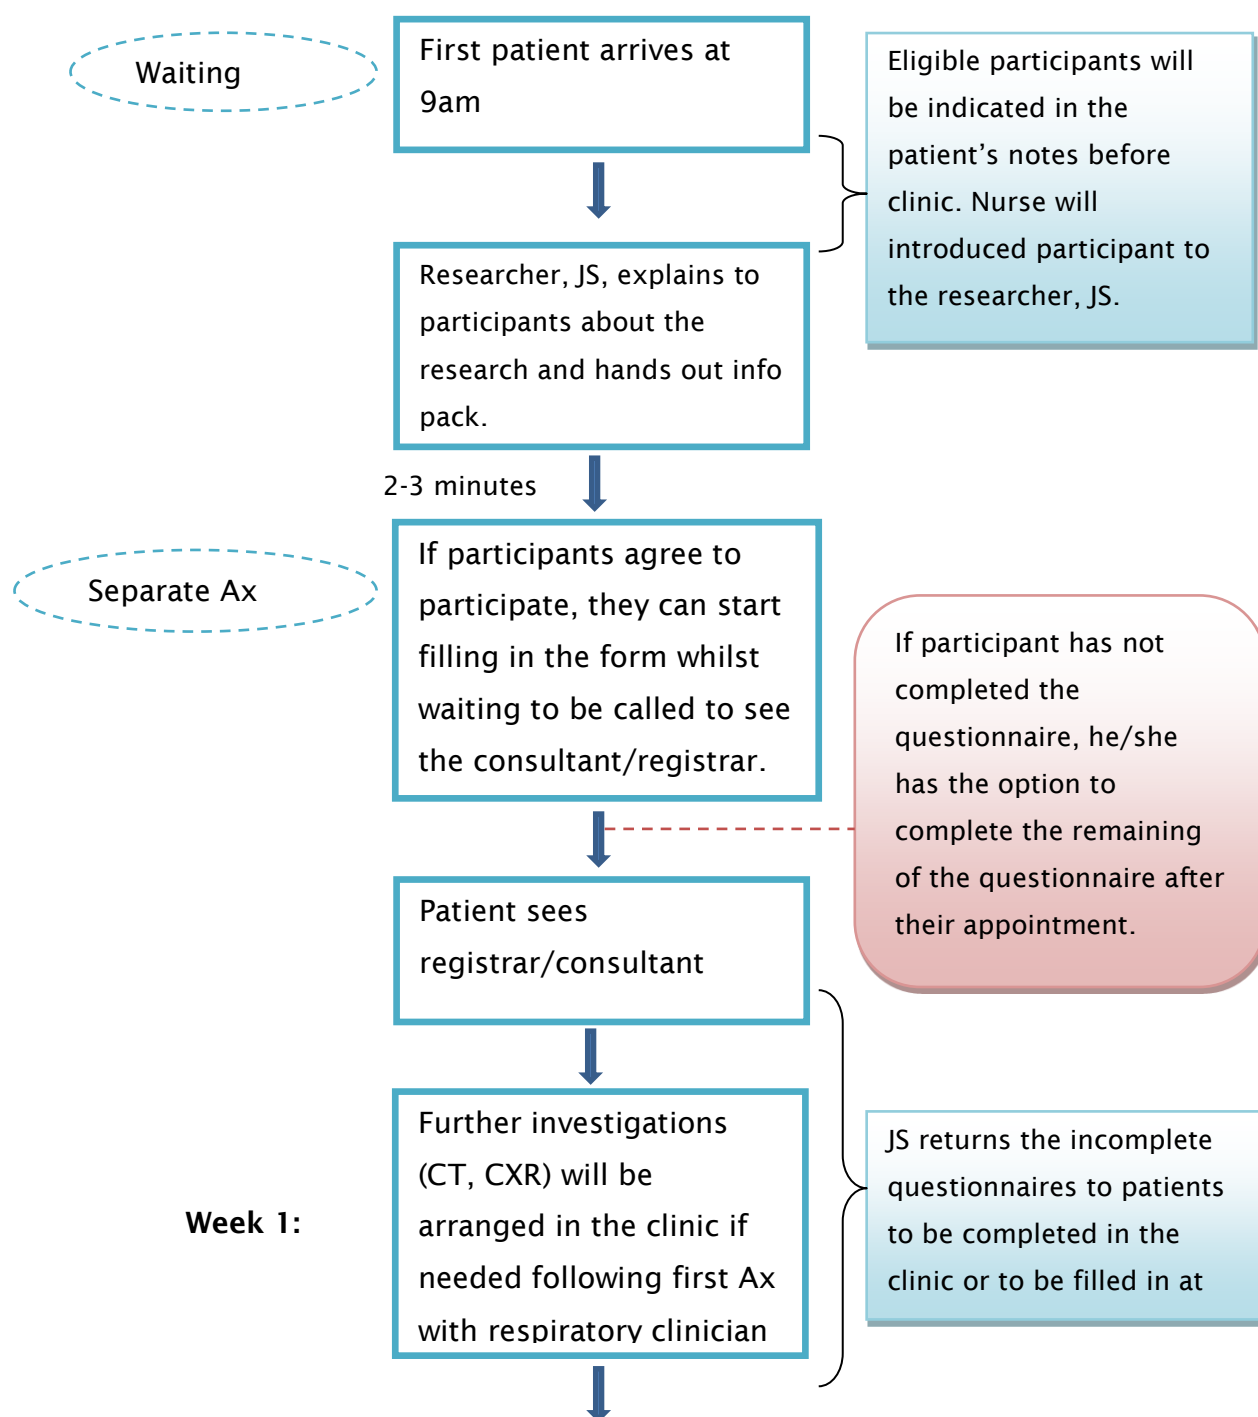 Waiting
First patient arrives at
9am
Eligible participants will
be indicated in the
patient's notes before
clinic. Nurse will
introduced participant to
the researcher, JS.
Researcher, JS, explains to
participants about the
research and hands out info
pack.
2-3 minutes
Separate Ax
If participants agree to
participate, they can start
filling in the form whilst
waiting to be called to see
the consultant/registrar.
If participant has not
completed the
questionnaire, he/she
has the option to
complete the remaining
of the questionnaire after
their appointment.
Patient sees
registrar/consultant
Week 1:
Further investigations
(CT, CXR) will be
arranged in the clinic if
needed following first Ax
with respiratory clinician
JS returns the incomplete
questionnaires to patients
to be completed in the
clinic or to be filled in at